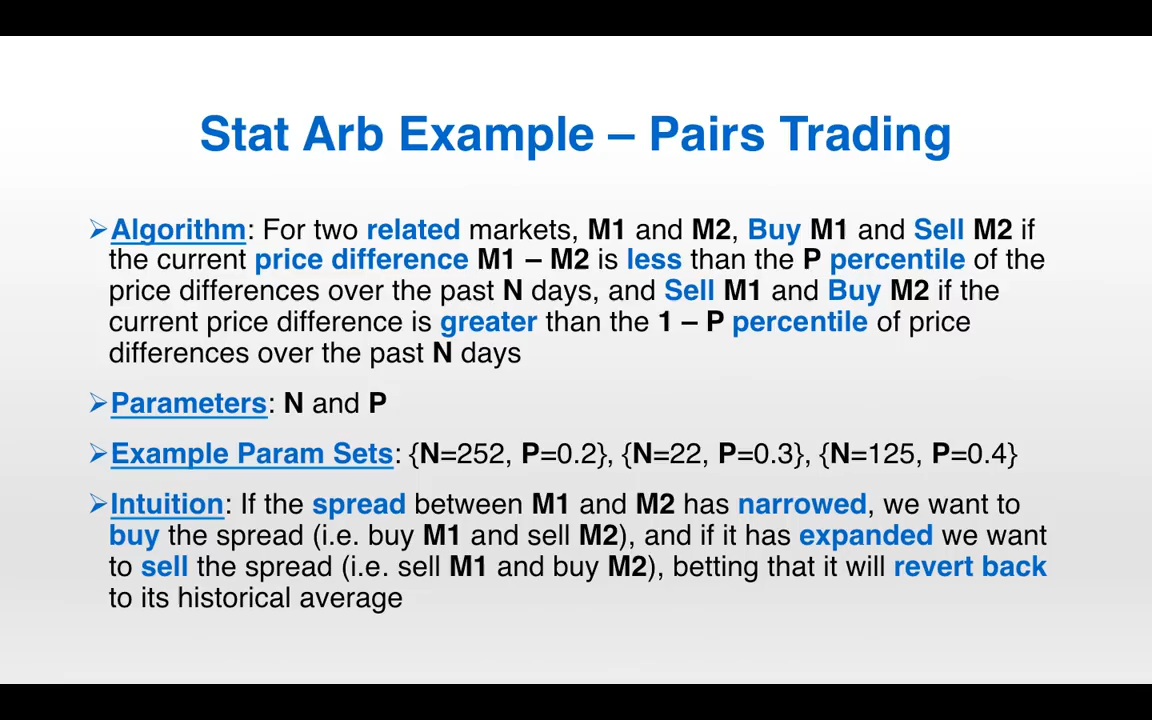 Stat Arb Example – Pairs Trading
➢Algorithm: For two related markets, M1 and M2, Buy M1 and Sell M2 if
the current price difference M1 – M2 is less than the P percentile of the
price differences over the past N days, and Sell M1 and Buy M2 if the
current price difference is greater than the 1 – P percentile of price
differences over the past N days
➢Parameters: N and P
➢Example Param Sets: {N=252, P=0.2}, {N=22, P=0.3}, {N=125, P=0.4}
➢Intuition: If the spread between M1 and M2 has narrowed, we want to
buy the spread (i.e. buy M1 and sell M2), and if it has expanded we want
to sell the spread (i.e. sell M1 and buy M2), betting that it will revert back
to its historical average